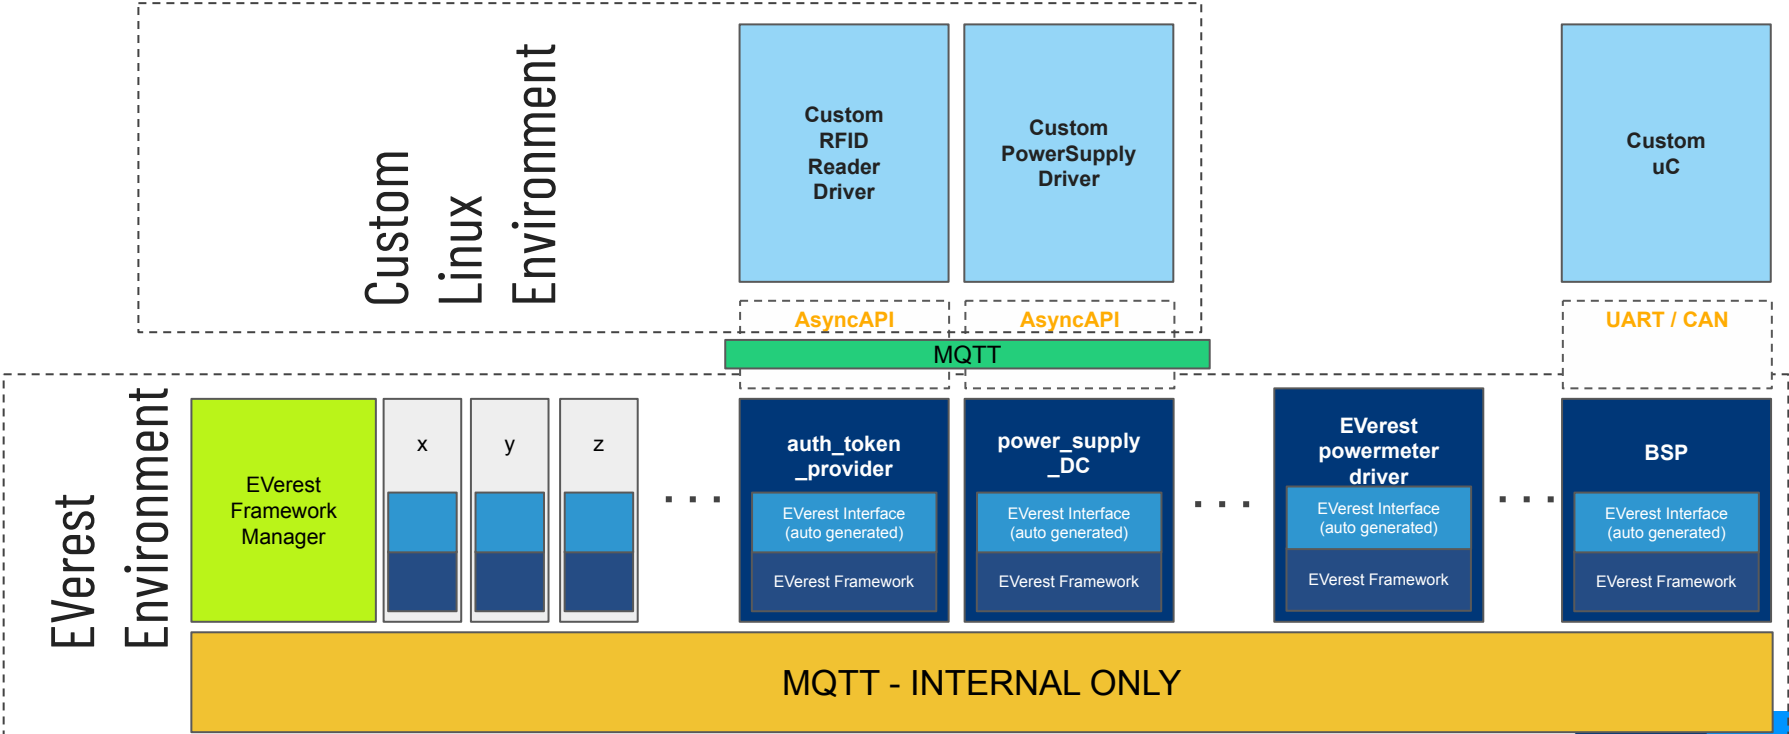 Custom
Linux
Environment
Custom
RFID
Reader
Driver
Custom
PowerSupply
Driver
Custom
uC
AsyncAPI
AsyncAPI
UART / CAN
MQTT
EVerest
Environment
EVerest
Framework
Manager
x
y
z
. . .
auth_token
_provider
EVerest Interface
(auto generated)
EVerest Framework
power_supply
_DC
EVerest Interface
(auto generated)
EVerest Framework
. . .
EVerest
powermeter
driver
EVerest Interface
(auto generated)
EVerest Framework
. . .
BSP
EVerest Interface
(auto generated)
EVerest Framework
MQTT - INTERNAL ONLY